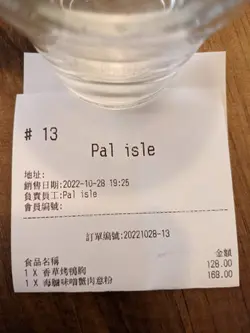 # 13
Pal isle
地址:
銷售日期:2022-10-28 19:25
負責員工:Pal isle
會員編號:
訂單編號:20221028-13
食品名稱 金額
1 X 香草烤鴨胸 128.00
1 X 海鹽味噌蟹肉意粉 168.00